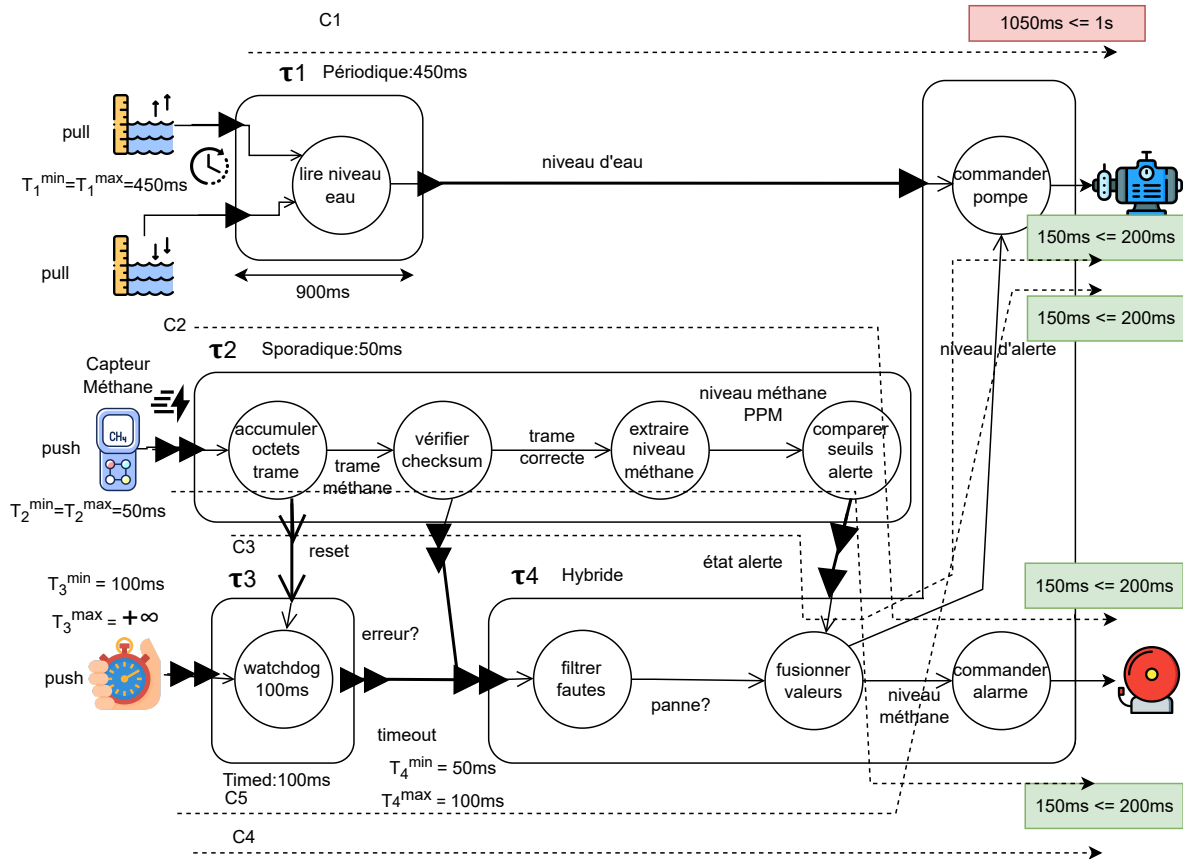 C1
1050ms <= 1s
τ1 Périodique:450ms
pull
T1min=T1max=450ms
lire niveau
eau
niveau d'eau
commander
pompe
pull
900ms
150ms <= 200ms
C2
150ms <= 200ms
τ2 Sporadique:50ms
niveau d'alerte
Capteur
Méthane
niveau méthane
PPM
push
CH4
accumuler
octets
trame
trame
méthane
vérifier
checksum
trame
correcte
extraire
niveau
méthane
comparer
seuils
alerte
T2min=T2max=50ms
C3
reset
état alerte
τ3
τ4 Hybride
150ms <= 200ms
T3min = 100ms
T3max = +∞
erreur?
push
watchdog
100ms
filtrer
fautes
panne?
fusionner
valeurs
niveau
méthane
commander
alarme
timeout
T4min = 50ms
T4max = 100ms
Timed:100ms
C5
150ms <= 200ms
C4